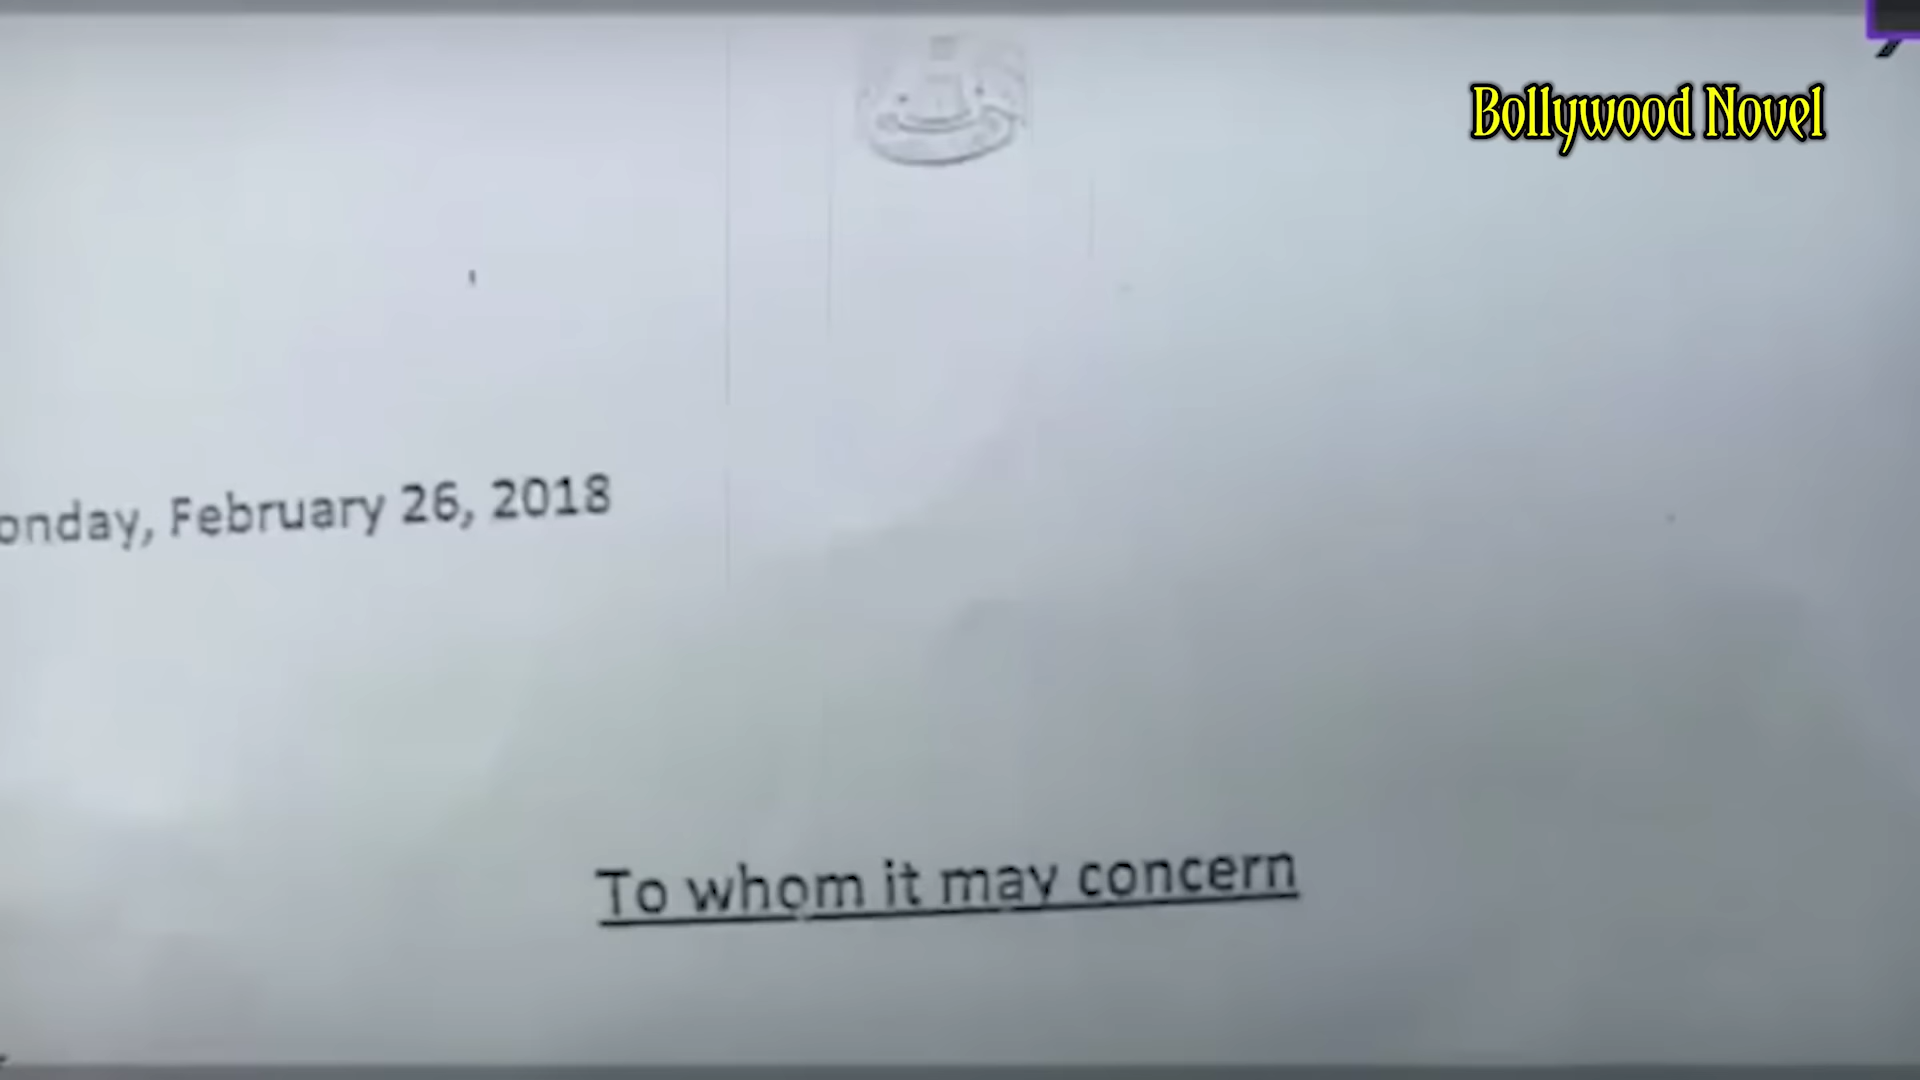 Bollywood Novel
onday, February 26, 2018
To whom it may concern